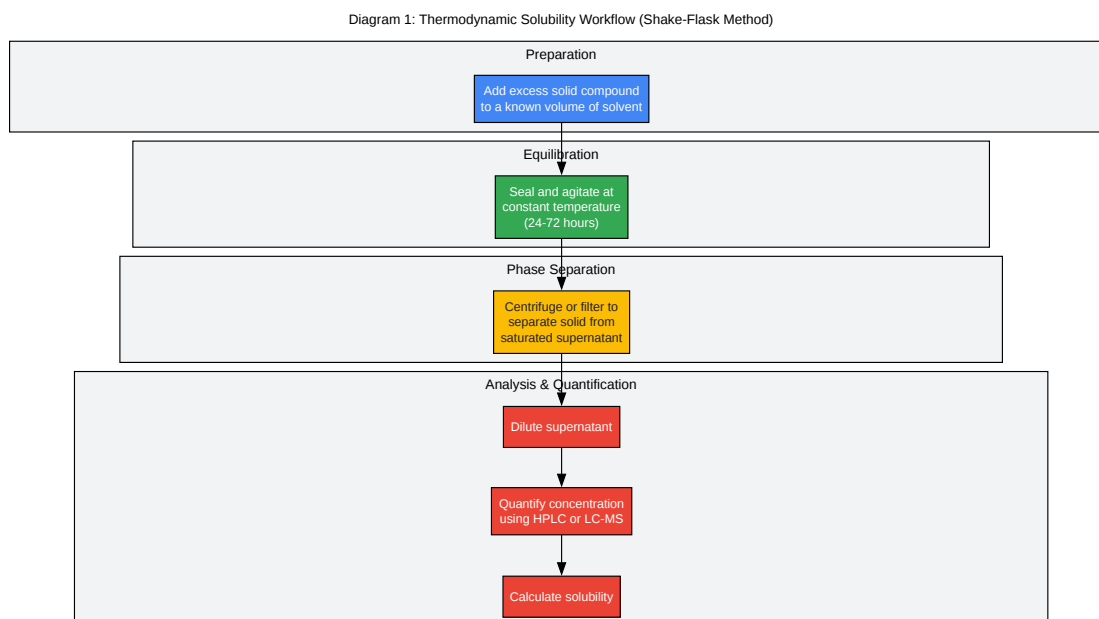 Diagram 1: Thermodynamic Solubility Workflow (Shake-Flask Method)
Preparation
Add excess solid compound
to a known volume of solvent
Equilibration
Seal and agitate at
constant temperature
(24-72 hours)
Phase Separation
Centrifuge or filter to
separate solid from
saturated supernatant
Analysis & Quantification
Dilute supernatant
Quantify concentration
using HPLC or LC-MS
Calculate solubility